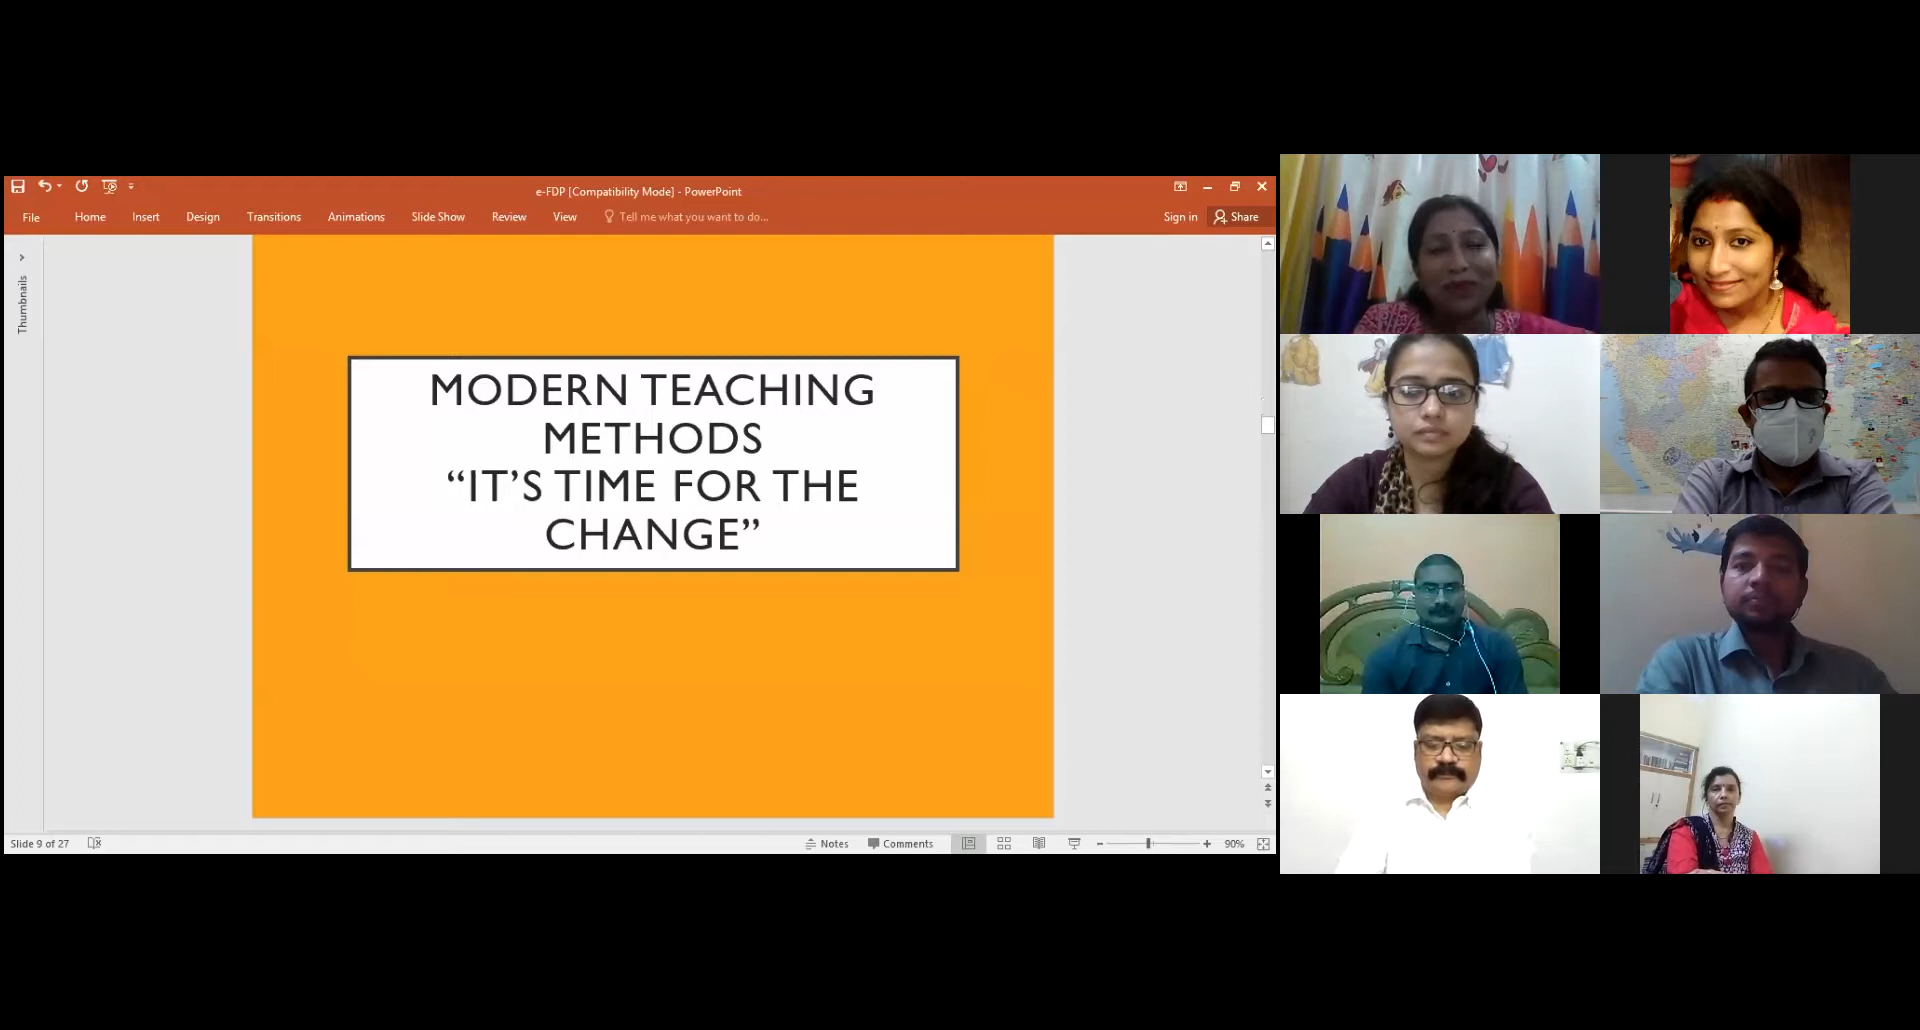 e-FDP [Compatibility Mode] - PowerPoint
File Home Insert Design Transitions Animations Slide Show Review View Tell me what you want to do... Sign in Share
Thumbnails
MODERN TEACHING
METHODS
“IT’S TIME FOR THE
CHANGE”
Slide 9 of 27 Notes Comments 90%